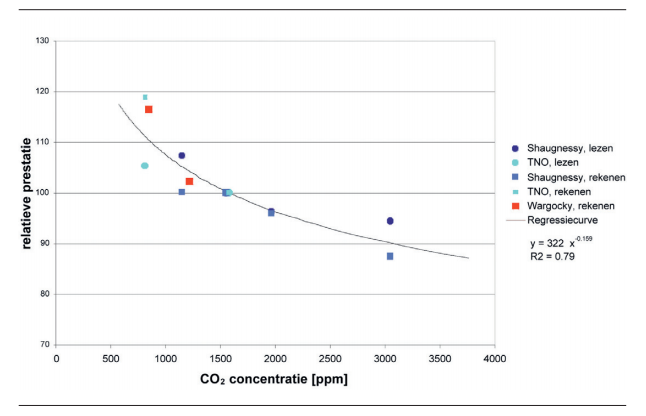 130
120
110
100
90
80
70
relatieve prestatie
0 500 1000 1500 2000 2500 3000 3500 4000
CO₂ concentratie [ppm]
Shaugnessy, lezen
TNO, lezen
Shaugnessy, rekenen
TNO, rekenen
Wargocky, rekenen
Regressiecurve
y = 322 x^-0.159
R2 = 0.79